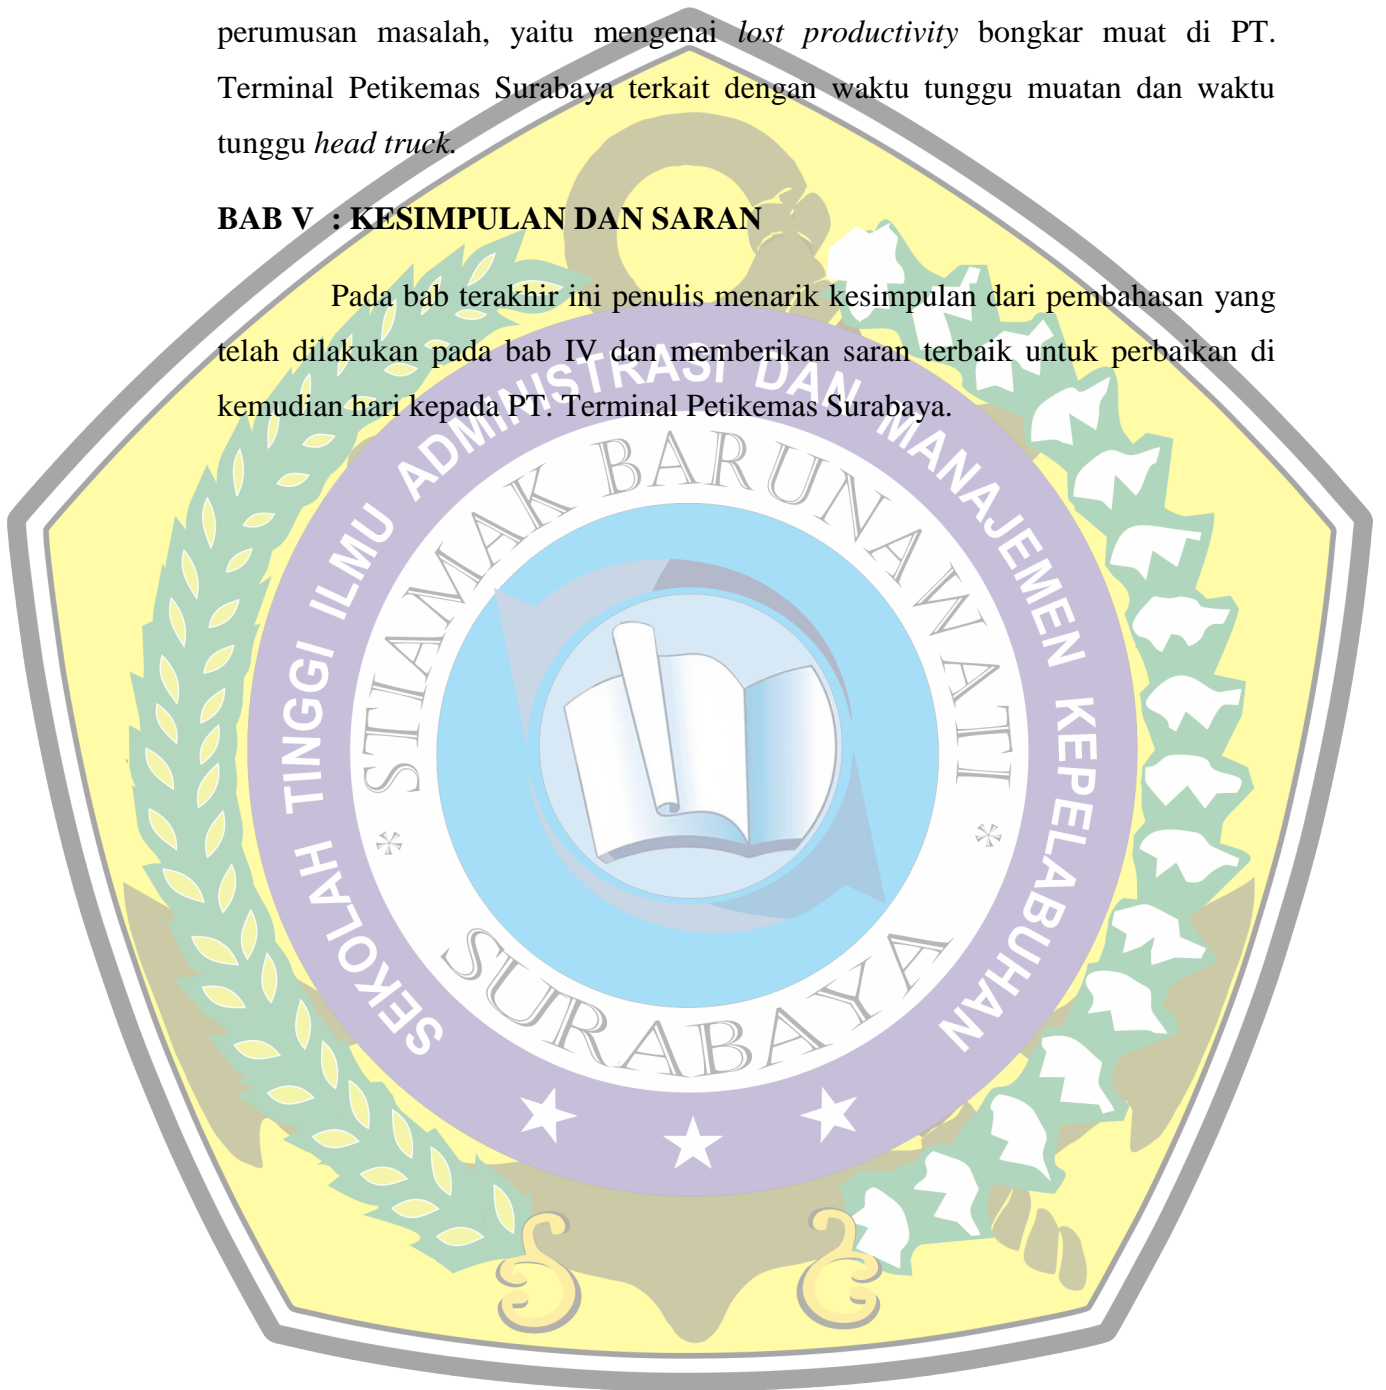 perumusan masalah, yaitu mengenai lost productivity bongkar muat di PT.
Terminal Petikemas Surabaya terkait dengan waktu tunggu muatan dan waktu
tunggu head truck.
BAB V : KESIMPULAN DAN SARAN
Pada bab terakhir ini penulis menarik kesimpulan dari pembahasan yang
telah dilakukan pada bab IV dan memberikan saran terbaik untuk perbaikan di
kemudian hari kepada PT. Terminal Petikemas Surabaya.
SEKOLAH TINGGI ILMU ADMINISTRASI DAN MANAJEMEN KEPELABUHAN
STIAMAK BARUNAWATI
* SURABAYA *